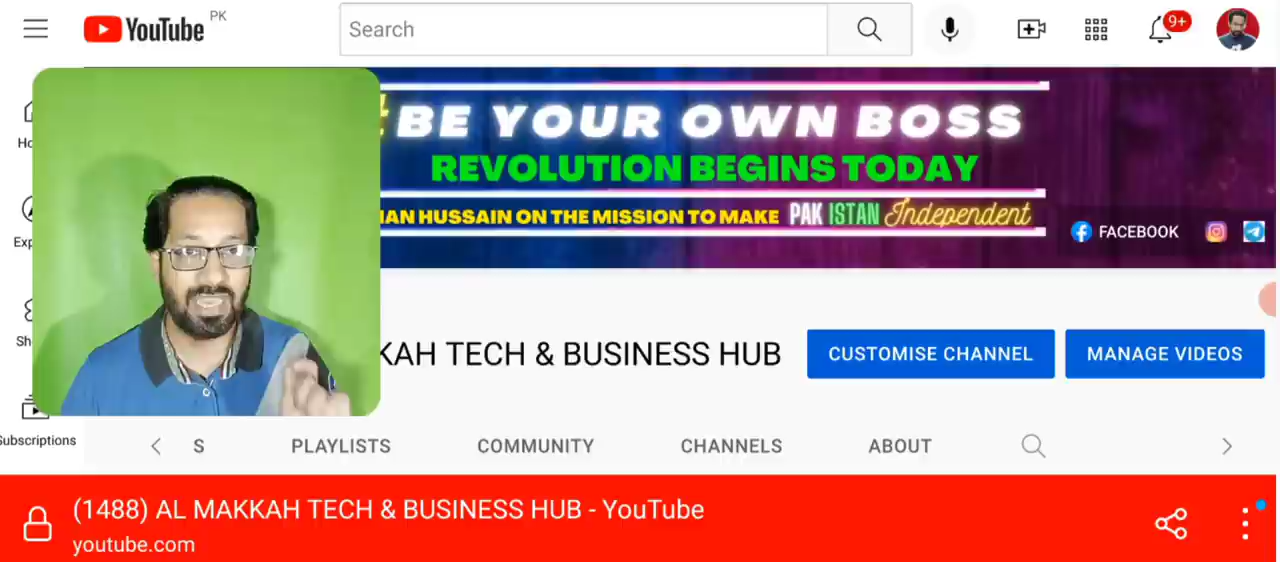 YouTube PK
Search
9+
BE YOUR OWN BOSS
REVOLUTION BEGINS TODAY
HUSSAIN ON THE MISSION TO MAKE PAKISTAN Independent
FACEBOOK
KAH TECH & BUSINESS HUB
CUSTOMISE CHANNEL
MANAGE VIDEOS
Subscriptions
S
PLAYLISTS
COMMUNITY
CHANNELS
ABOUT
(1488) AL MAKKAH TECH & BUSINESS HUB - YouTube
youtube.com